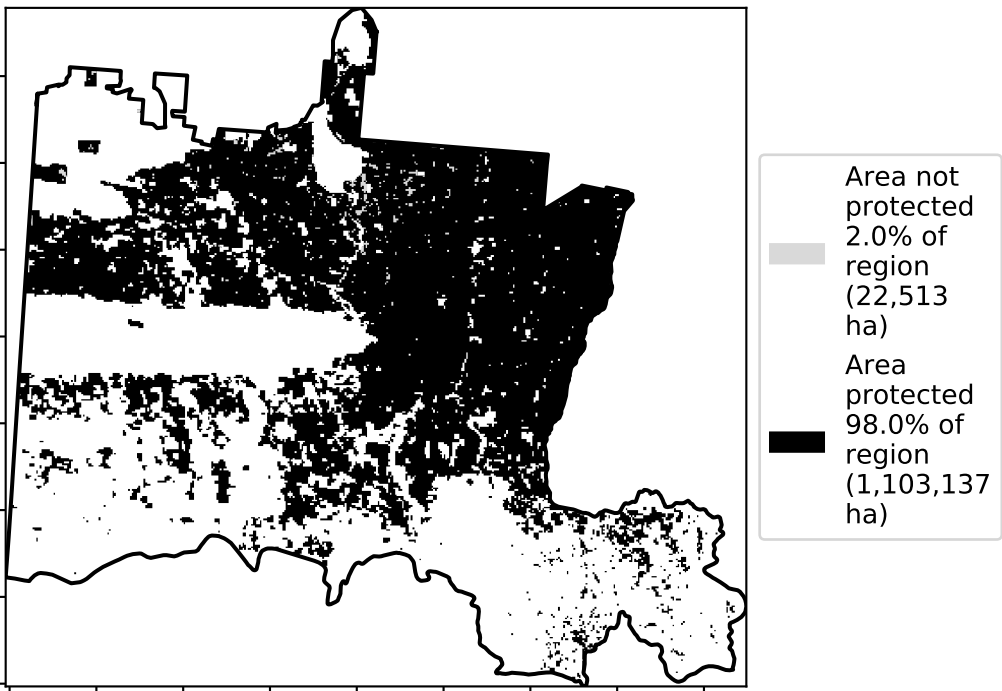 Area not
protected
2.0% of
region
(22,513
ha)
Area
protected
98.0% of
region
(1,103,137
ha)